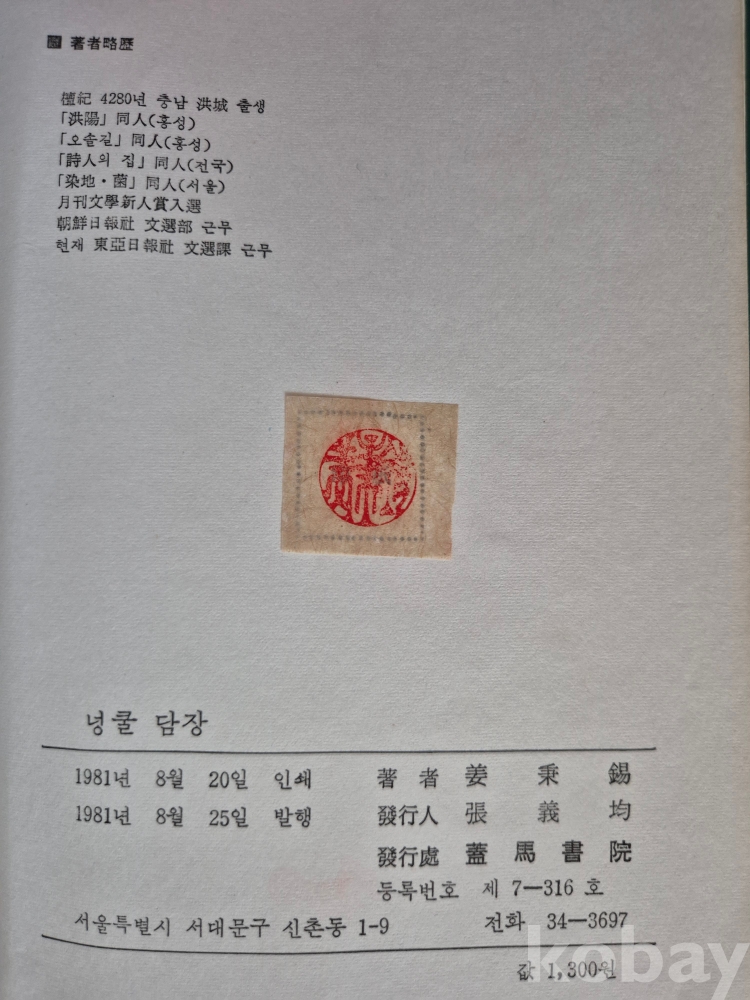 著者略歷
檀紀 4280년 충남 洪城 출생
「洪陽」同人(홍성)
「오솔길」同人(홍성)
「詩人의 집」同人(전국)
「染地・菌」同人(서울)
月刊文學新人賞入選
朝鮮日報社 文選部 근무
현재 東亞日報社 文選課 근무
넝쿨 담장
1981년 8월 20일 인쇄
1981년 8월 25일 발행
著者 姜秉錫
發行人 張義均
發行處 蓋馬書院
등록번호 제 7—316 호
서울특별시 서대문구 신촌동 1-9
전화 34—3697
값 1,300원
kobay